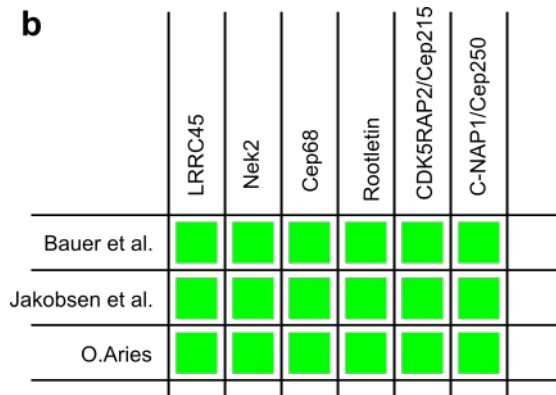 b
LRRC45
Nek2
Cep68
Rootletin
CDK5RAP2/Cep215
C-NAP1/Cep250
Bauer et al.
Jakobsen et al.
O.Aries